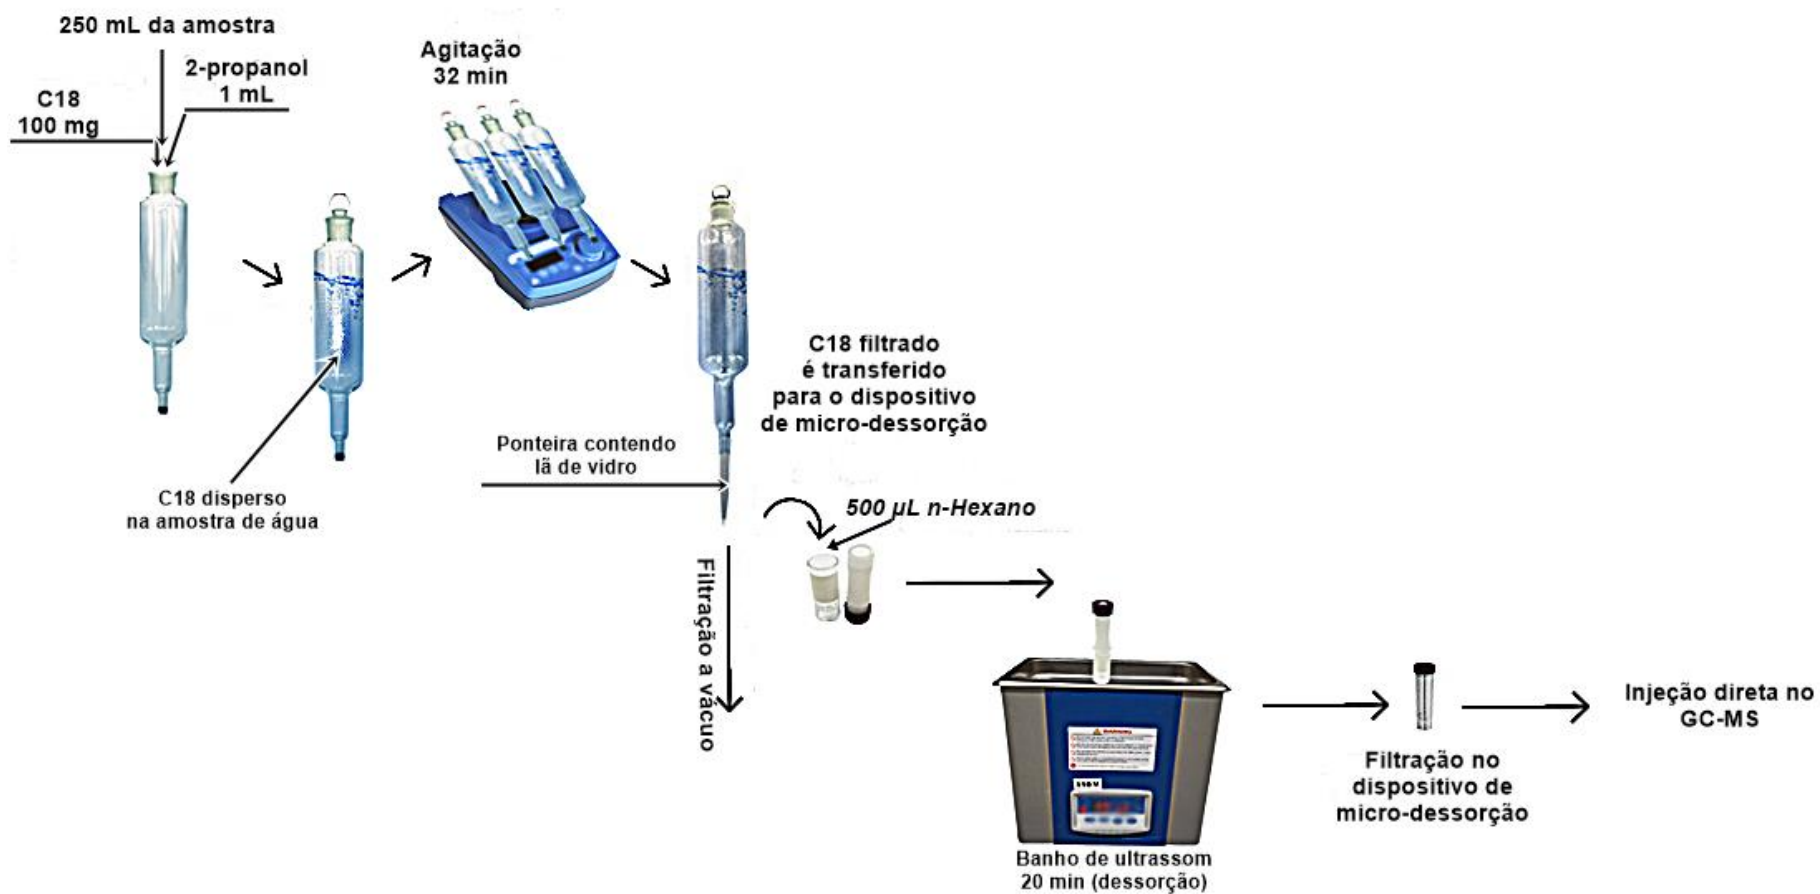 250 mL da amostra
2-propanol
1 mL
C18
100 mg
Agitação
32 min
C18 disperso
na amostra de água
C18 filtrado
é transferido
para o dispositivo
de micro-dessorção
Ponteira contendo
lã de vidro
500 µL n-Hexano
Filtração a vácuo
WARNING
Banho de ultrassom
20 min (dessorção)
Filtração no
dispositivo de
micro-dessorção
Injeção direta no
GC-MS